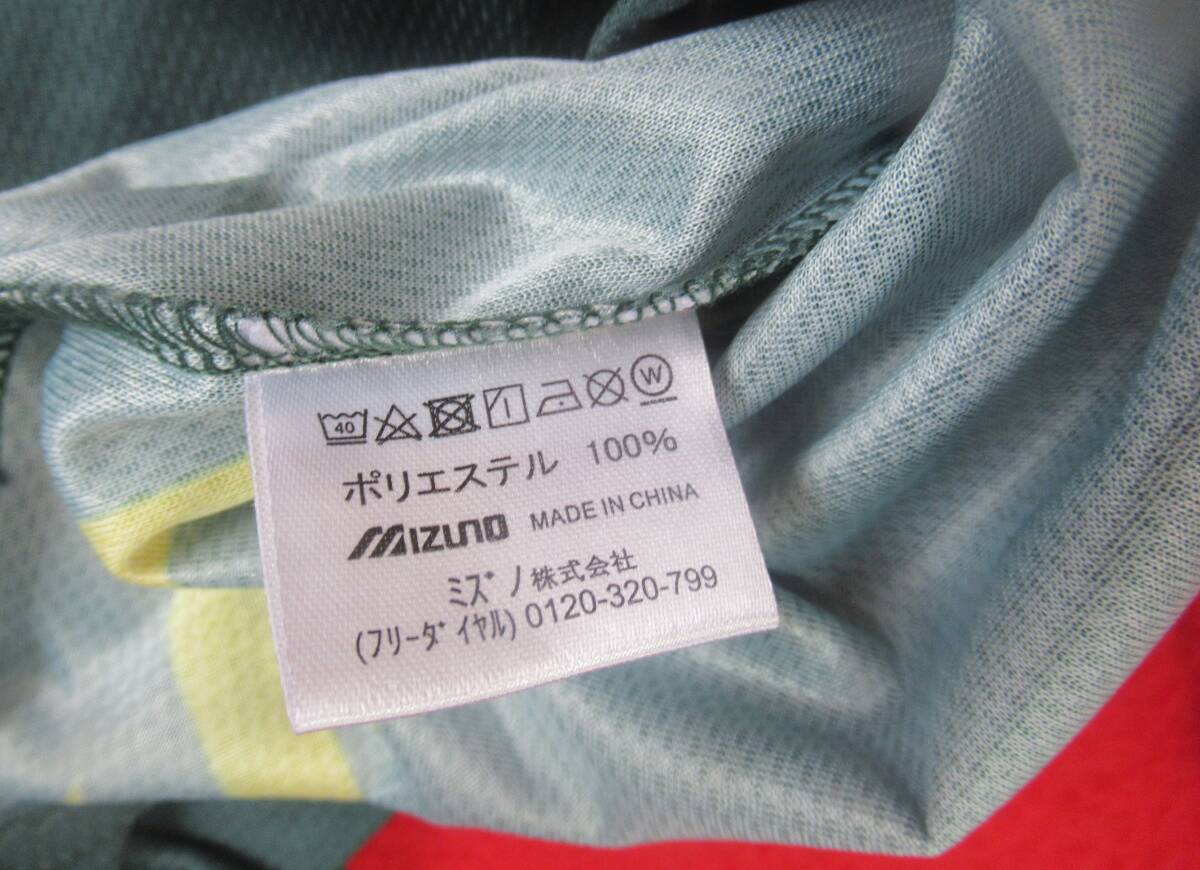 40 W
ポリエステル 100%
MIZUNO MADE IN CHINA
ミズノ株式会社
(フリーダイヤル) 0120-320-799